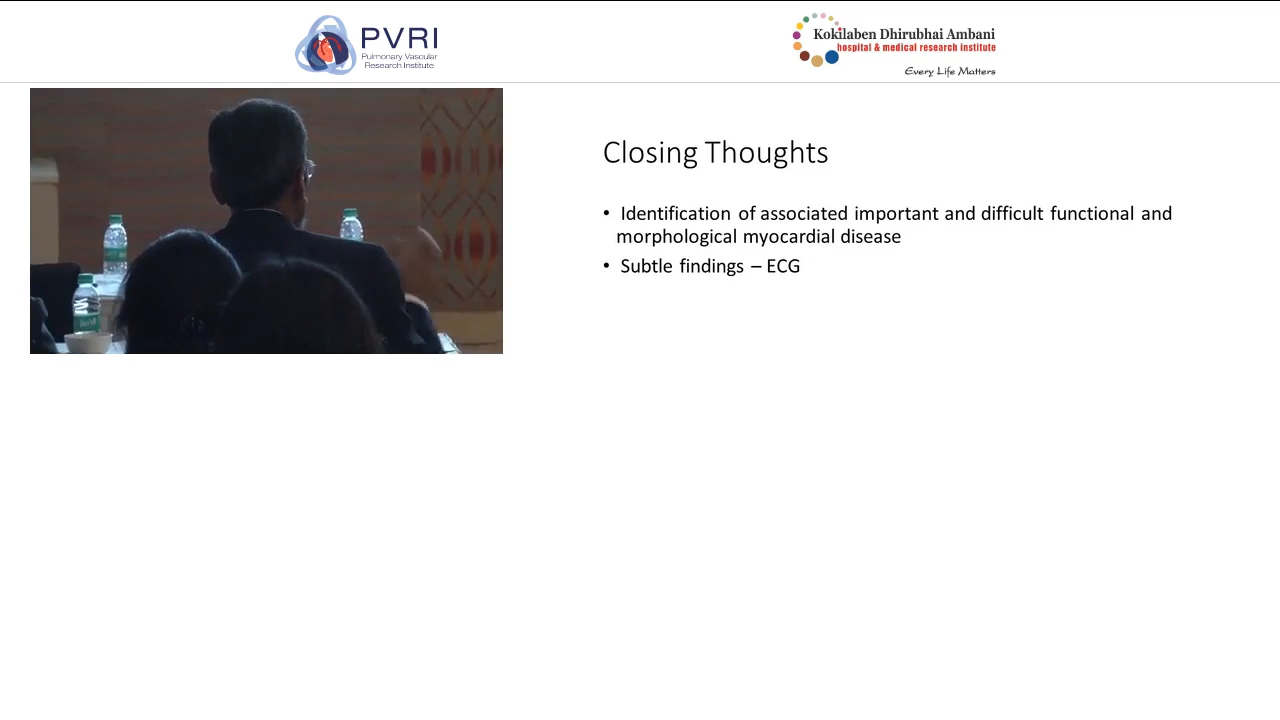 PVRI
Pulmonary Vascular
Research Institute
Kokilaben Dhirubhai Ambani
hospital & medical research institute
Every Life Matters
Closing Thoughts
• Identification of associated important and difficult functional and
morphological myocardial disease
• Subtle findings – ECG